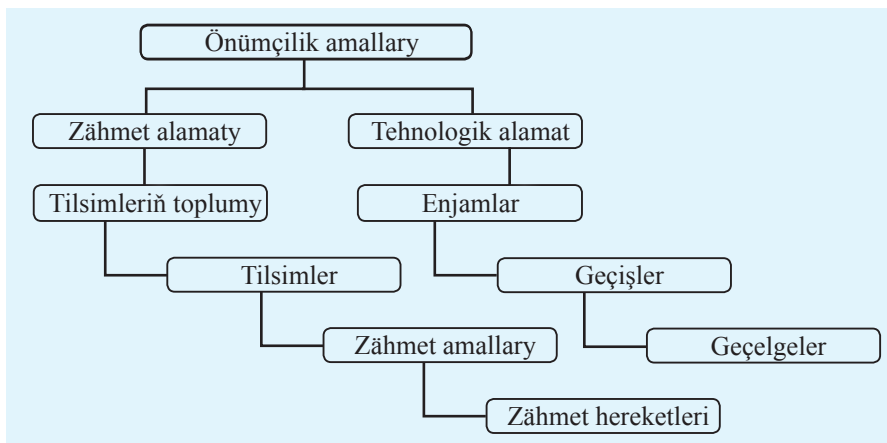 Önümçilik amallary
Zähmet alamaty
Tehnologik alamat
Tilsimleriň toplumy
Enjamlar
Tilsimler
Geçişler
Zähmet amallary
Geçelgeler
Zähmet hereketleri